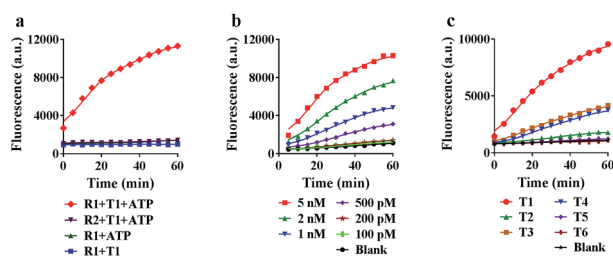 a
Fluorescence (a.u.)
12000
8000
4000
0
0 20 40 60
Time (min)
R1+T1+ATP
R2+T1+ATP
R1+ATP
R1+T1
b
Fluorescence (a.u.)
12000
8000
4000
0
0 20 40 60
Time (min)
5 nM 500 pM
2 nM 200 pM
1 nM 100 pM
Blank
c
Fluorescence (a.u.)
10000
5000
0
0 20 40 60
Time (min)
T1 T4
T2 T5
T3 T6
Blank